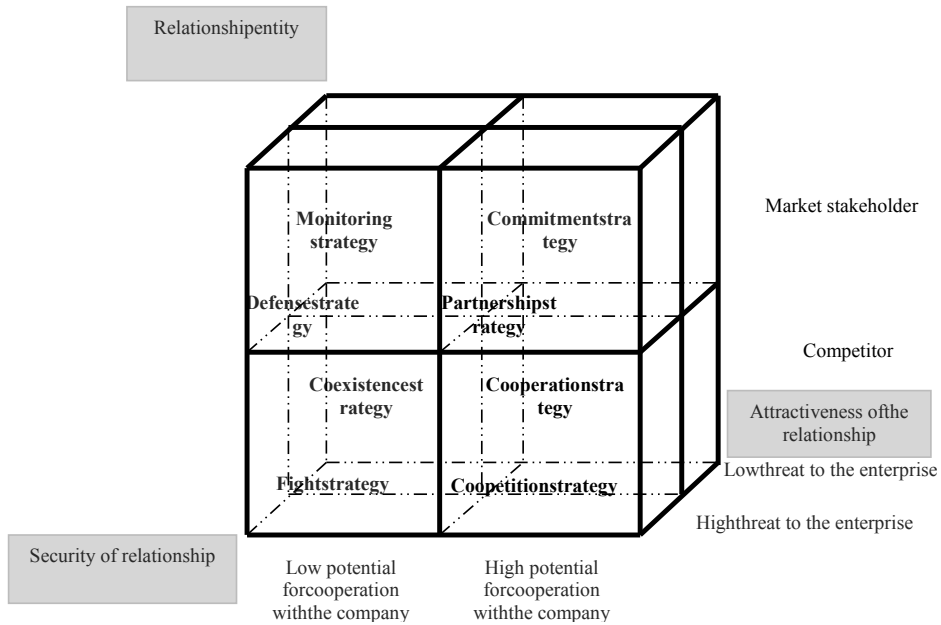 Relationshipentity
Market stakeholder
Monitoring
strategy
Commitmentstra
tegy
Defensestrate
gy
Partnershipst
rategy
Competitor
Coexistencest
rategy
Cooperationstra
tegy
Attractiveness ofthe
relationship
Lowthreat to the enterprise
Fightstrategy
Coopetitionstrategy
Highthreat to the enterprise
Security of relationship
Low potential
forcooperation
withthe company
High potential
forcooperation
withthe company